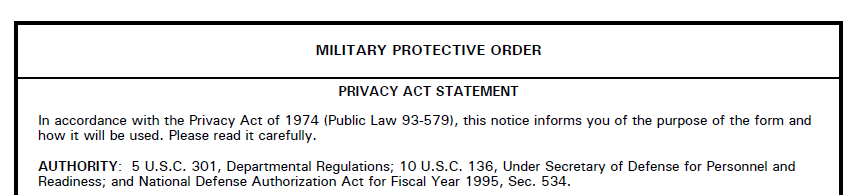 MILITARY PROTECTIVE ORDER
PRIVACY ACT STATEMENT
In accordance with the Privacy Act of 1974 (Public Law 93-579), this notice informs you of the purpose of the form and
how it will be used. Please read it carefully.
AUTHORITY: 5 U.S.C. 301, Departmental Regulations; 10 U.S.C. 136, Under Secretary of Defense for Personnel and
Readiness; and National Defense Authorization Act for Fiscal Year 1995, Sec. 534.